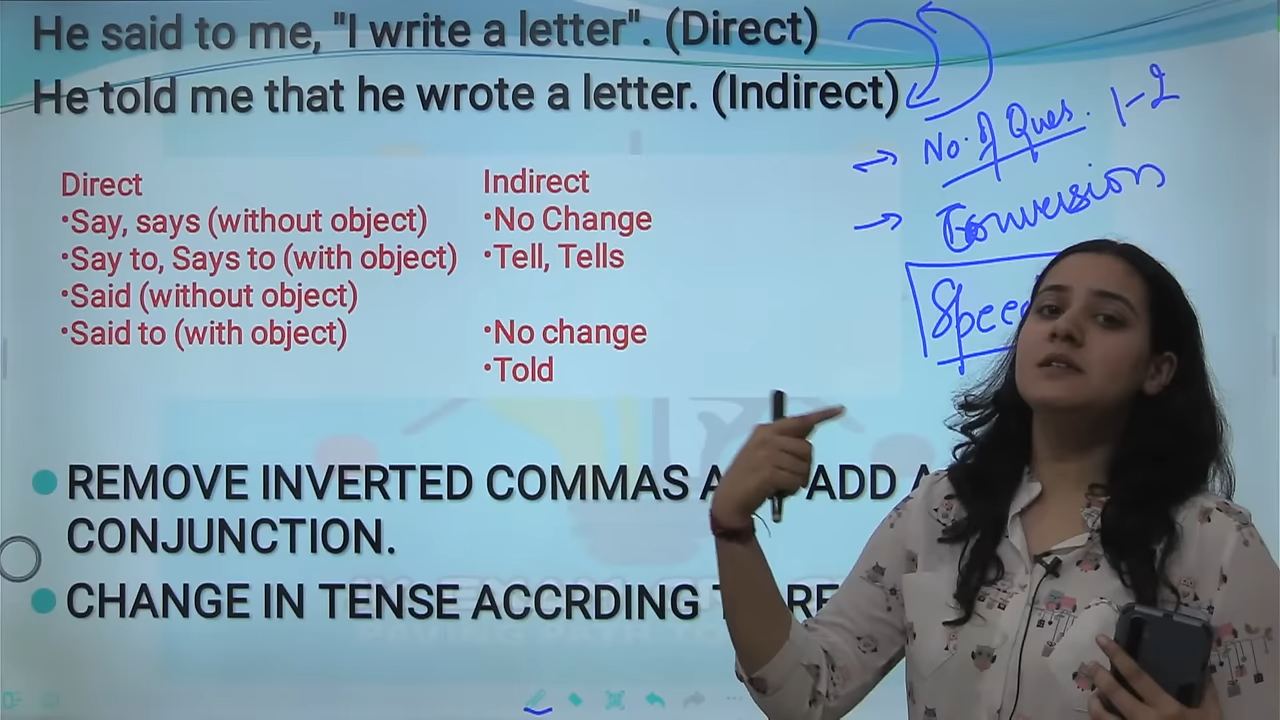 He said to me, "I write a letter". (Direct)
He told me that he wrote a letter. (Indirect)
No. of Ques. 1-2
Conversion
Direct
•Say, says (without object)
•Say to, Says to (with object)
•Said (without object)
•Said to (with object)
Indirect
•No Change
•Tell, Tells
•No change
•Told
REMOVE INVERTED COMMAS ADD
CONJUNCTION.
CHANGE IN TENSE ACCRDING